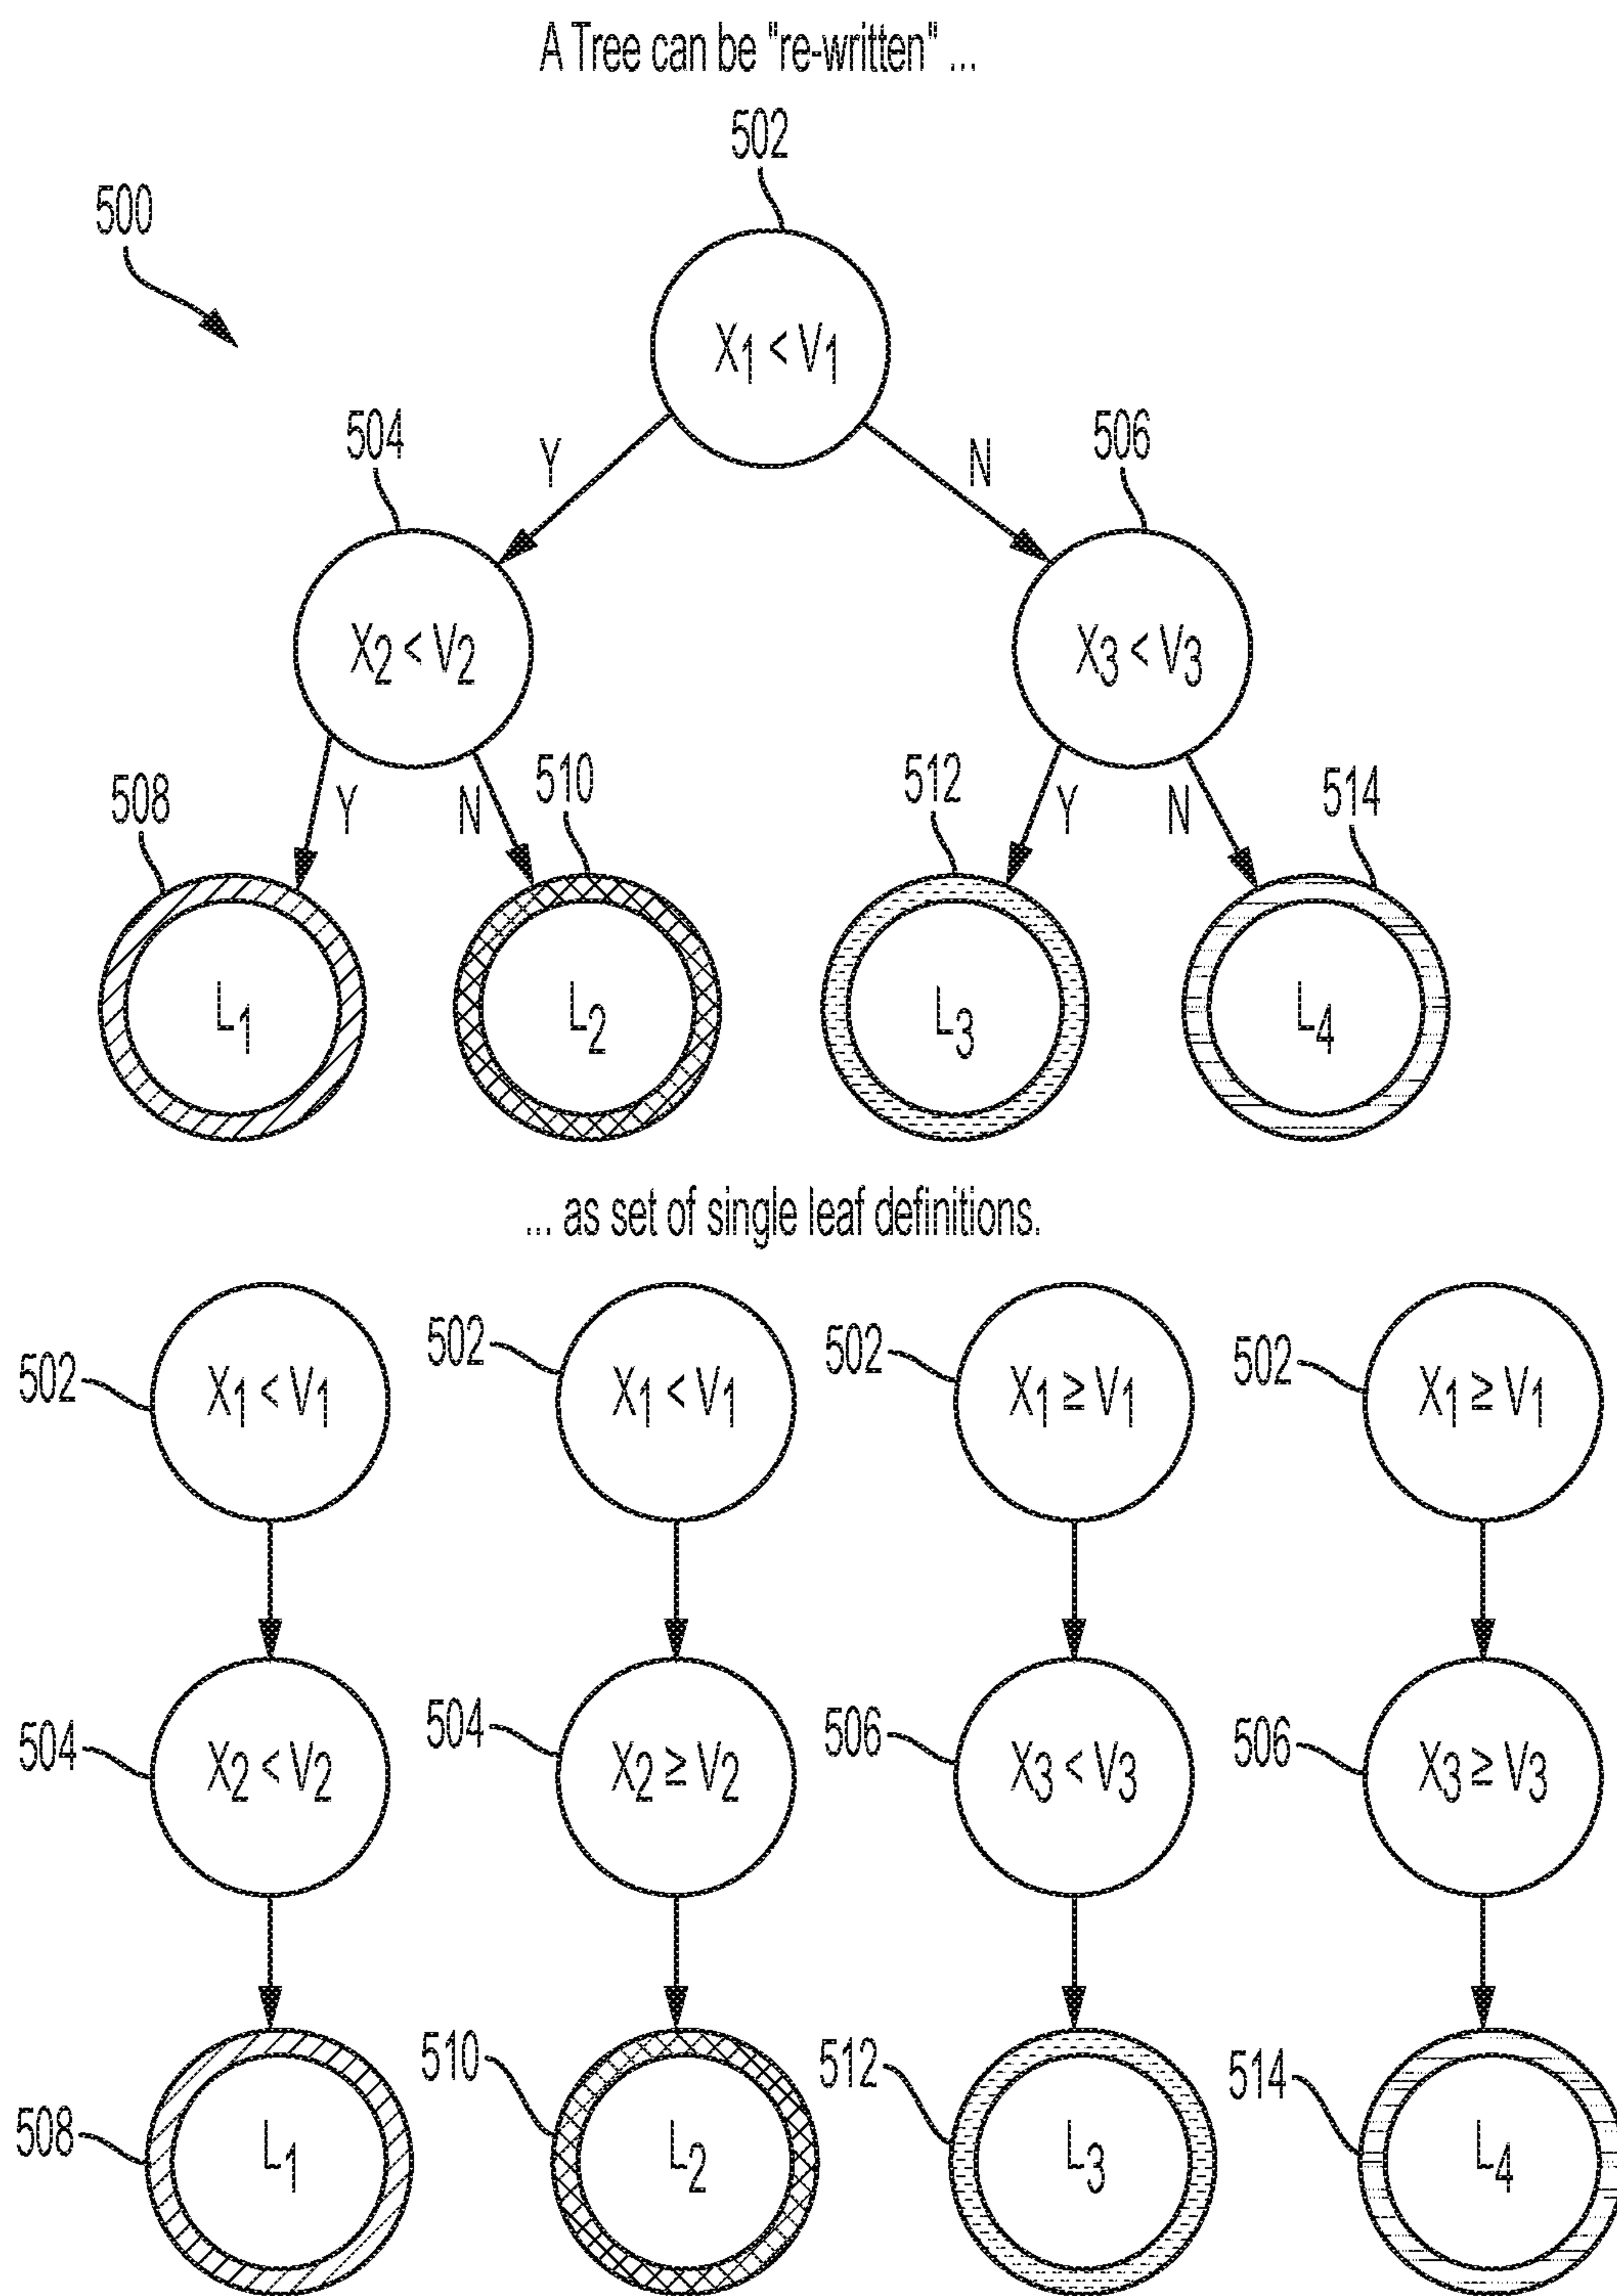 A Tree can be "re-written" ...
502
500
X₁ < V₁
504
Y
N
506
X₂ < V₂
X₃ < V₃
508
Y
N
510
512
Y
N
514
L₁
L₂
L₃
L₄
... as set of single leaf definitions.
502
X₁ < V₁
502
X₁ < V₁
502
X₁ ≥ V₁
502
X₁ ≥ V₁
504
X₂ < V₂
504
X₂ ≥ V₂
506
X₃ < V₃
506
X₃ ≥ V₃
508
L₁
510
L₂
512
L₃
514
L₄